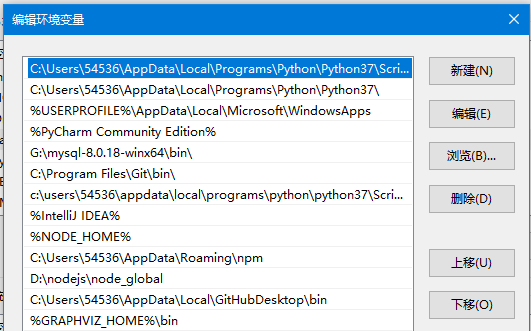 编辑环境变量
C:\Users\54536\AppData\Local\Programs\Python\Python37\Scri...
C:\Users\54536\AppData\Local\Programs\Python\Python37\
%USERPROFILE%\AppData\Local\Microsoft\WindowsApps
%PyCharm Community Edition%
G:\mysql-8.0.18-winx64\bin\
C:\Program Files\Git\bin\
c:\users\54536\appdata\local\programs\python\python37\Scri...
%IntelliJ IDEA%
%NODE_HOME%
C:\Users\54536\AppData\Roaming\npm
D:\nodejs\node_global
C:\Users\54536\AppData\Local\GitHubDesktop\bin
%GRAPHVIZ_HOME%\bin
新建(N)
编辑(E)
浏览(B)...
删除(D)
上移(U)
下移(O)